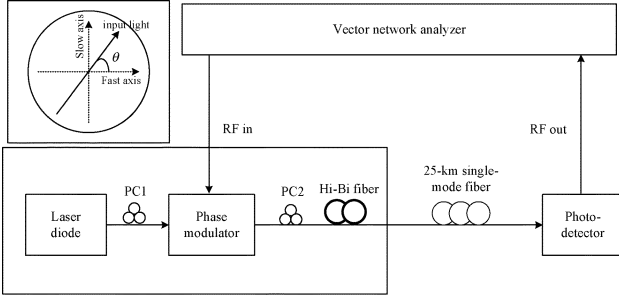 Slow axis
input light
θ
Fast axis
Vector network analyzer
RF in
RF out
PC1
PC2
Hi-Bi fiber
25-km single-
mode fiber
Laser
diode
Phase
modulator
Photo-
detector